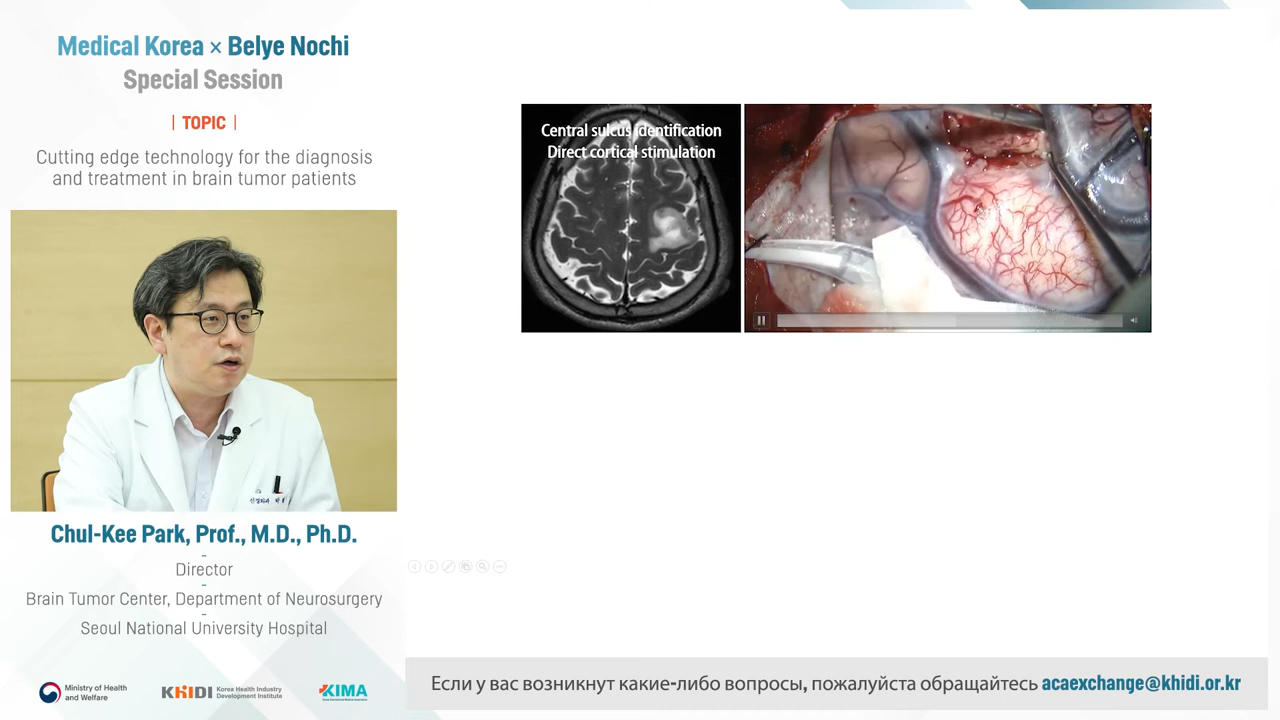 Medical Korea × Belye Nochi
Special Session
| TOPIC |
Cutting edge technology for the diagnosis
and treatment in brain tumor patients
Central sulcus identification
Direct cortical stimulation
Chul-Kee Park, Prof., M.D., Ph.D.
Director
Brain Tumor Center, Department of Neurosurgery
Seoul National University Hospital
Ministry of Health
and Welfare
KHIDI
Korea Health Industry
Development Institute
KIMA
Если у вас возникнут какие-либо вопросы, пожалуйста обращайтесь acaexchange@khidi.or.kr